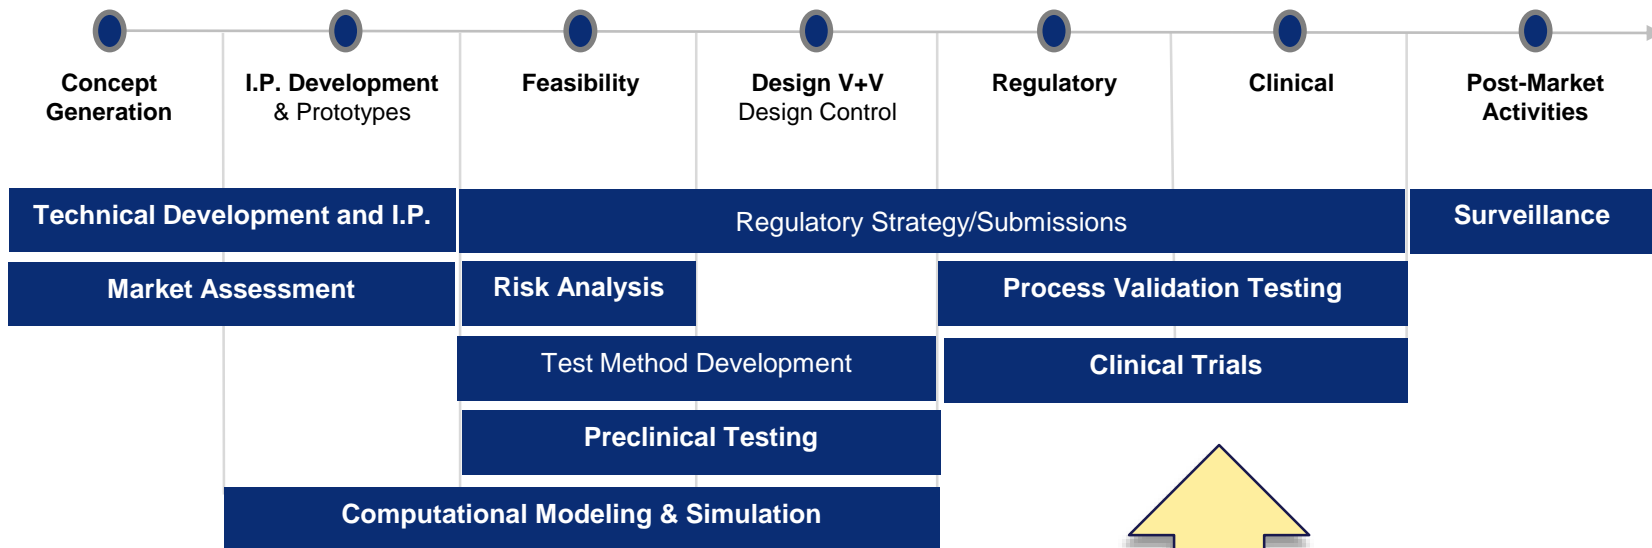 Concept
Generation
I.P. Development
& Prototypes
Feasibility
Design V+V
Design Control
Regulatory
Clinical
Post-Market
Activities
Technical Development and I.P.
Regulatory Strategy/Submissions
Surveillance
Market Assessment
Risk Analysis
Process Validation Testing
Test Method Development
Clinical Trials
Preclinical Testing
Computational Modeling & Simulation